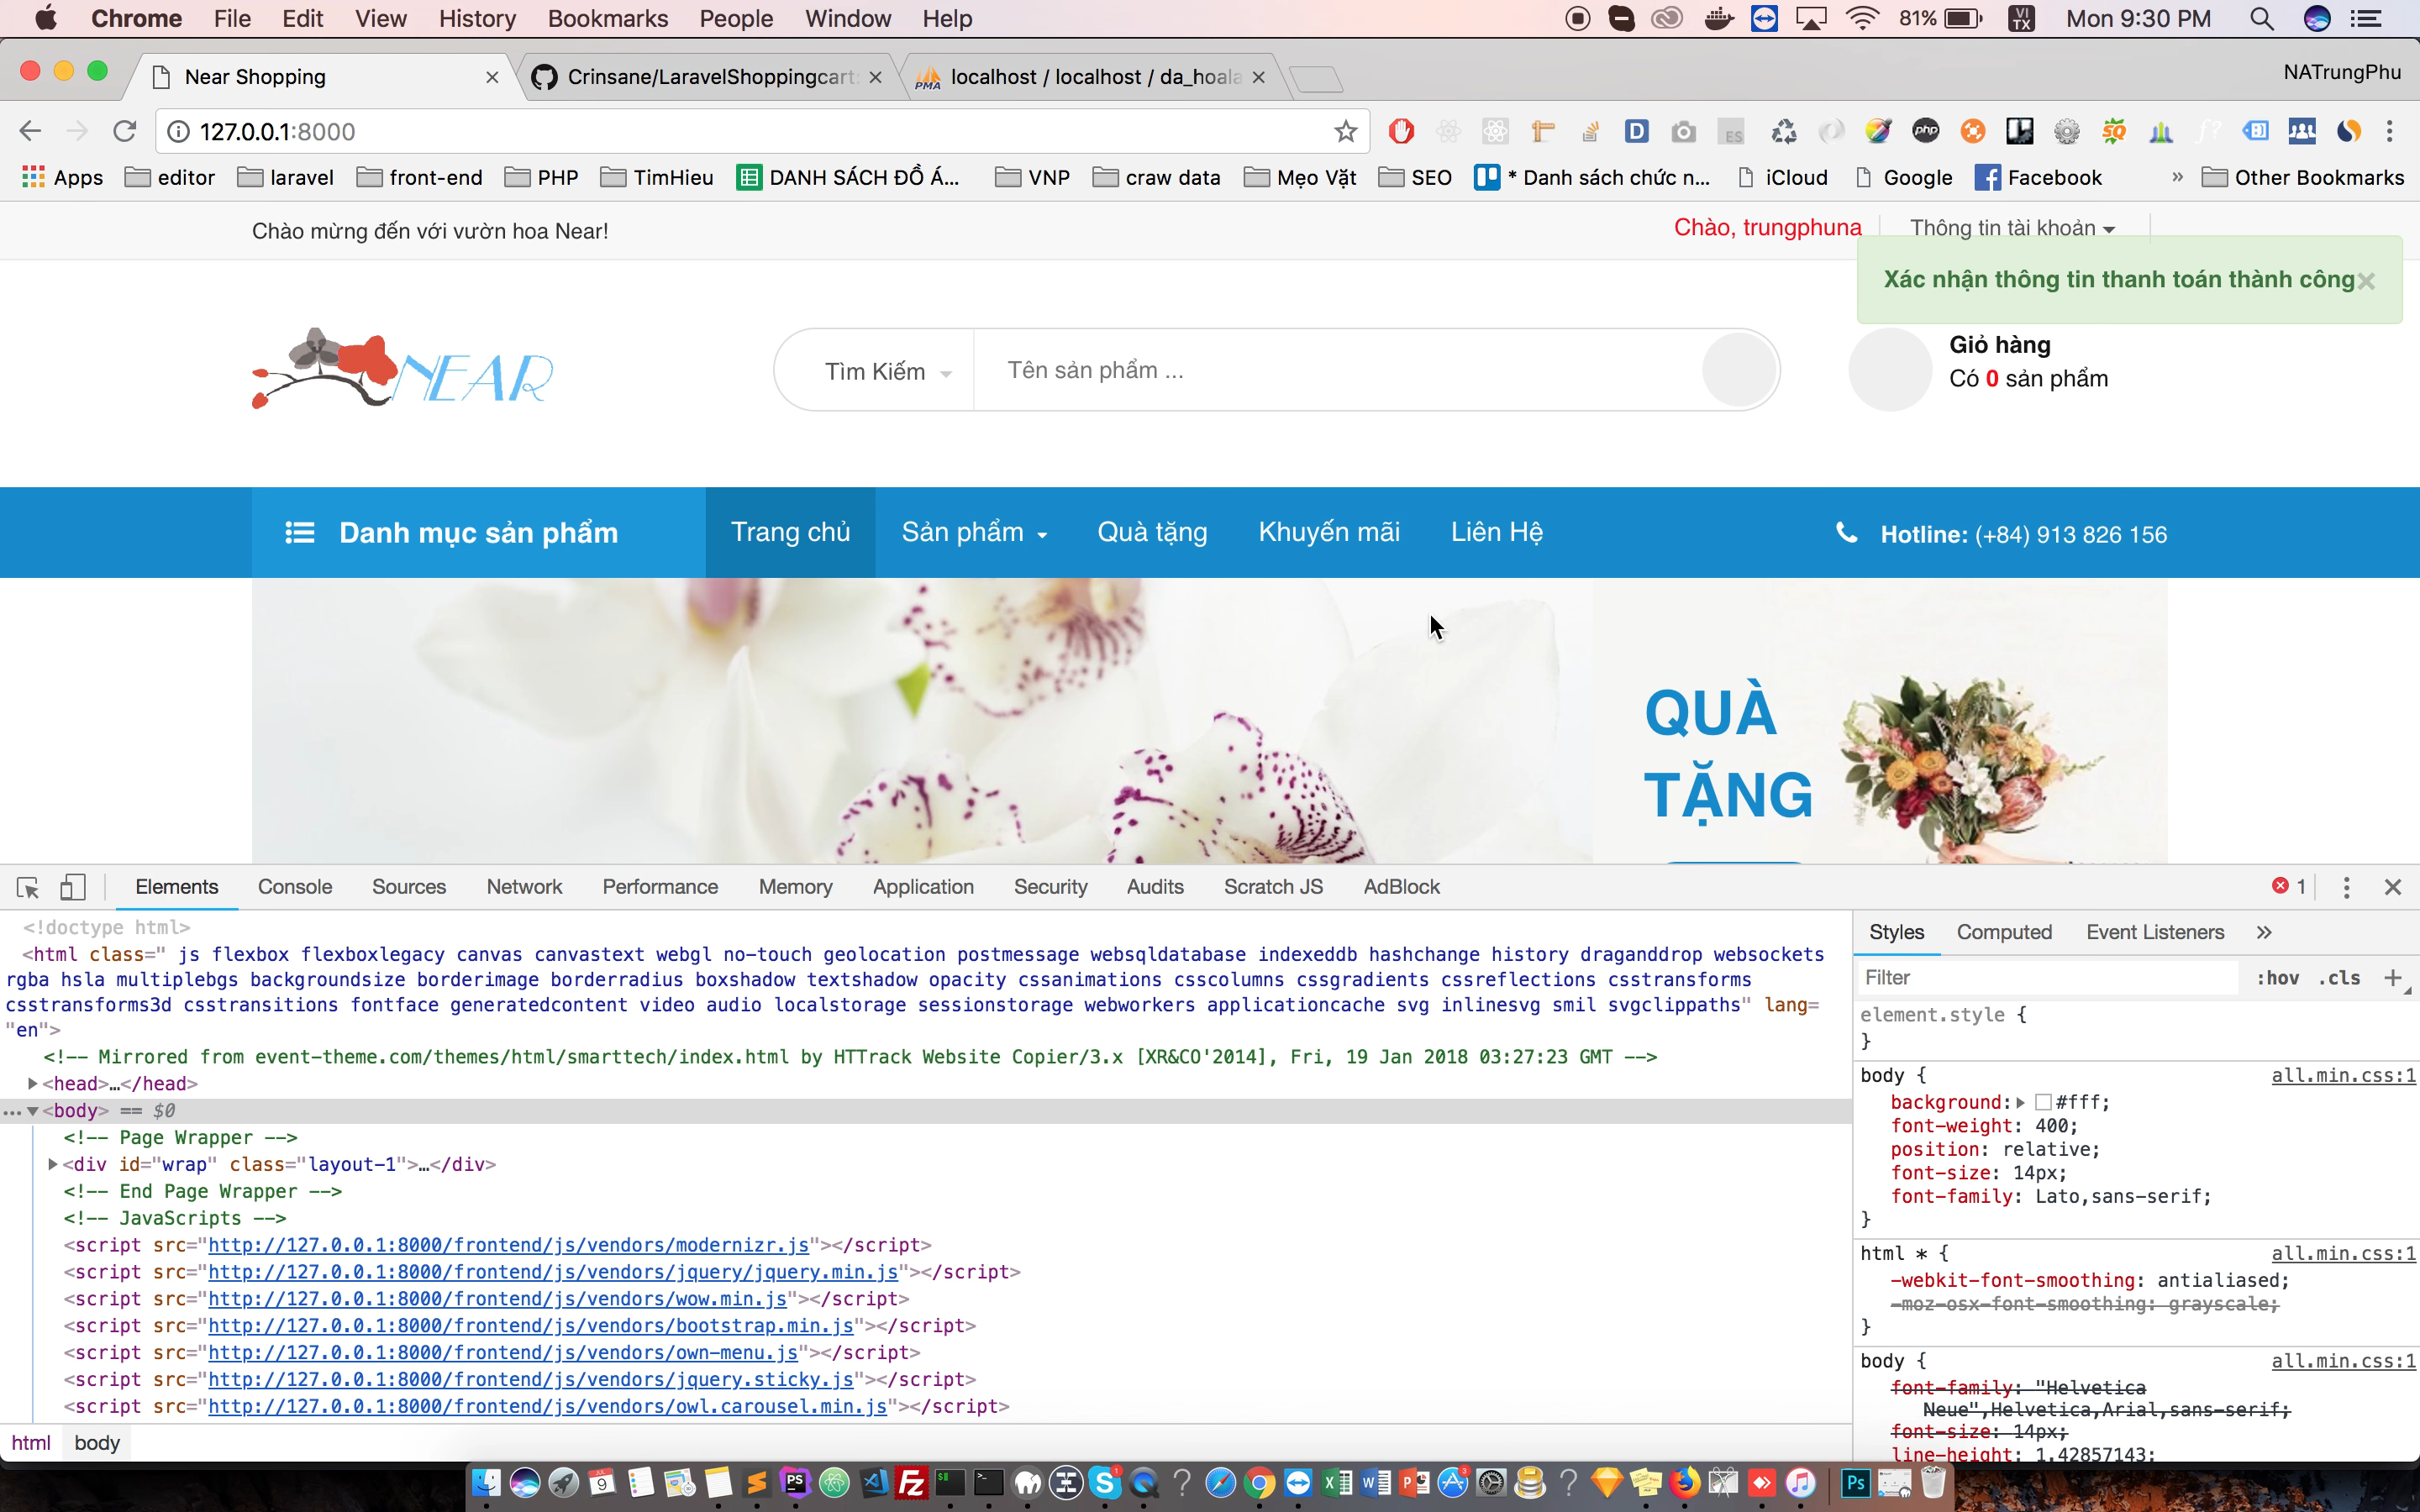 Chrome File Edit View History Bookmarks People Window Help 81% VI TX Mon 9:30 PM
Near Shopping Crinsane/LaravelShoppingcart: PMA localhost / localhost / da_hoala NATrungPhu
127.0.0.1:8000
Apps editor laravel front-end PHP TimHieu DANH SÁCH ĐỒ Á... VNP craw data Mẹo Vặt SEO * Danh sách chức n... iCloud Google Facebook » Other Bookmarks
Chào mừng đến với vườn hoa Near! Chào, trungphuna Thông tin tài khoản
Xác nhận thông tin thanh toán thành công ×
NEAR Tìm Kiếm Tên sản phẩm ... Giỏ hàng
Có 0 sản phẩm
Danh mục sản phẩm Trang chủ Sản phẩm Quà tặng Khuyến mãi Liên Hệ Hotline: (+84) 913 826 156
QUÀ
TẶNG
Elements Console Sources Network Performance Memory Application Security Audits Scratch JS AdBlock 1
<!doctype html>
<html class=" js flexbox flexboxlegacy canvas canvastext webgl no-touch geolocation postmessage websqldatabase indexeddb hashchange history draganddrop websockets
rgba hsla multiplebgs backgroundsize borderimage borderradius boxshadow textshadow opacity cssanimations csscolumns cssgradients cssreflections csstransforms
csstransforms3d csstransitions fontface generatedcontent video audio localstorage sessionstorage webworkers applicationcache svg inlinesvg smil svgclippaths" lang=
"en">
<!-- Mirrored from event-theme.com/themes/html/smarttech/index.html by HTTrack Website Copier/3.x [XR&CO'2014], Fri, 19 Jan 2018 03:27:23 GMT -->
<head>…</head>
… <body> == $0
<!-- Page Wrapper -->
<div id="wrap" class="layout-1">…</div>
<!-- End Page Wrapper -->
<!-- JavaScripts -->
<script src="http://127.0.0.1:8000/frontend/js/vendors/modernizr.js"></script>
<script src="http://127.0.0.1:8000/frontend/js/vendors/jquery/jquery.min.js"></script>
<script src="http://127.0.0.1:8000/frontend/js/vendors/wow.min.js"></script>
<script src="http://127.0.0.1:8000/frontend/js/vendors/bootstrap.min.js"></script>
<script src="http://127.0.0.1:8000/frontend/js/vendors/own-menu.js"></script>
<script src="http://127.0.0.1:8000/frontend/js/vendors/jquery.sticky.js"></script>
<script src="http://127.0.0.1:8000/frontend/js/vendors/owl.carousel.min.js"></script>
html body
Styles Computed Event Listeners »
Filter :hov .cls +
element.style {
}
body { all.min.css:1
background: #fff;
font-weight: 400;
position: relative;
font-size: 14px;
font-family: Lato,sans-serif;
}
html * { all.min.css:1
-webkit-font-smoothing: antialiased;
-moz-osx-font-smoothing: grayscale;
}
body { all.min.css:1
font-family: "Helvetica
Neue",Helvetica,Arial,sans-serif;
font-size: 14px;
line-height: 1.42857143;